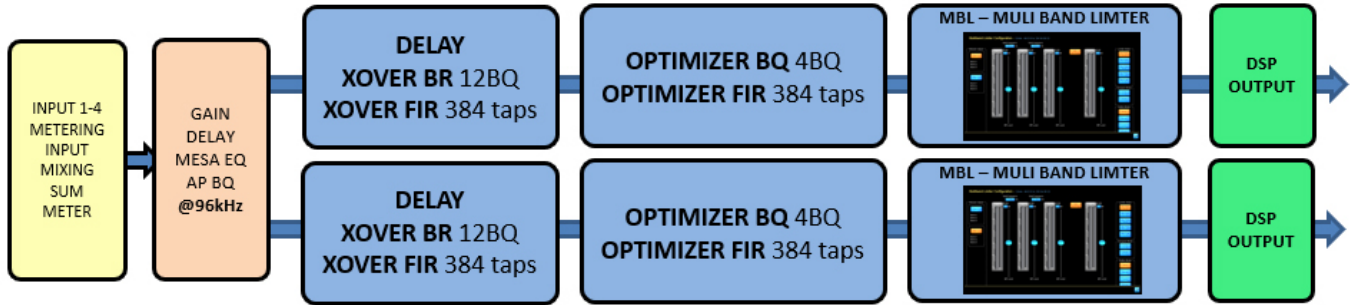 INPUT 1-4
METERING
INPUT
MIXING
SUM
METER
GAIN
DELAY
MESA EQ
AP BQ
@96kHz
DELAY
XOVER BR 12BQ
XOVER FIR 384 taps
OPTIMIZER BQ 4BQ
OPTIMIZER FIR 384 taps
MBL – MULI BAND LIMTER
DSP
OUTPUT
DELAY
XOVER BR 12BQ
XOVER FIR 384 taps
OPTIMIZER BQ 4BQ
OPTIMIZER FIR 384 taps
MBL – MULI BAND LIMTER
DSP
OUTPUT